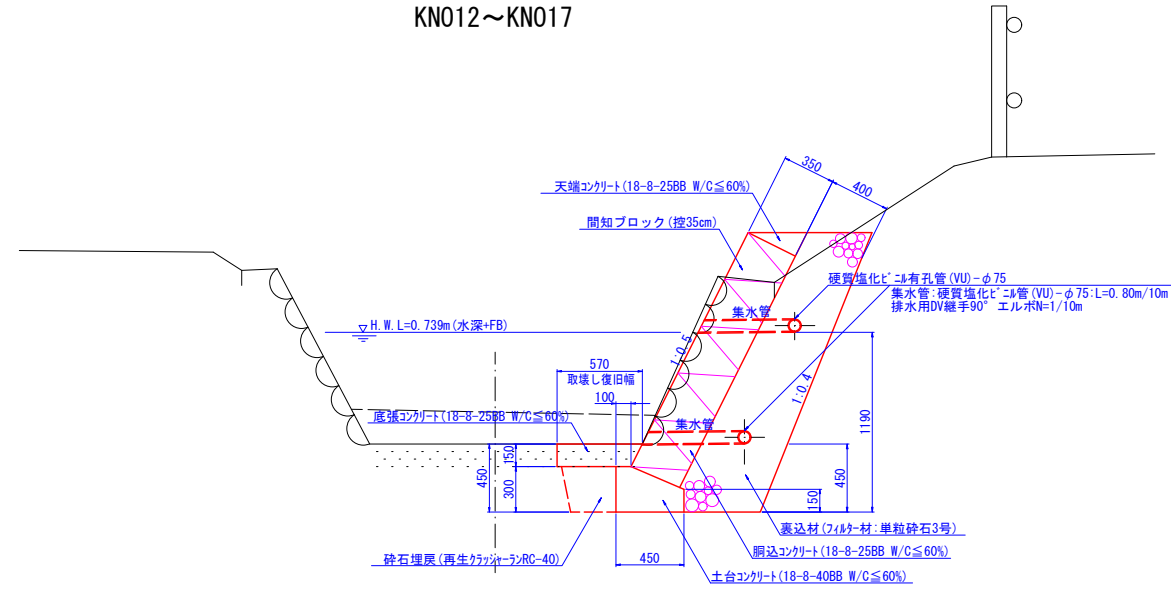 KNO12～KNO17
350
400
天端コンクリート(18-8-25BB W/C≦60%)
間知ブロック(控35cm)
硬質塩化ビニル有孔管(VU)-φ75
集水管:硬質塩化ビニル管(VU)-φ75:L=0.80m/10m
排水用DV継手90° エルボN=1/10m
集水管
H.W.L=0.739m(水深+FB)
1:0.5
570
取壊し復旧幅
100
1:0.4
1190
底張コンクリート(18-8-25BB W/C≦60%)
集水管
450
150
300
450
150
裏込材(フィルター材:単粒砕石3号)
胴込コンクリート(18-8-25BB W/C≦60%)
砕石埋戻(再生クラッシャーランRC-40)
450
土台コンクリート(18-8-40BB W/C≦60%)